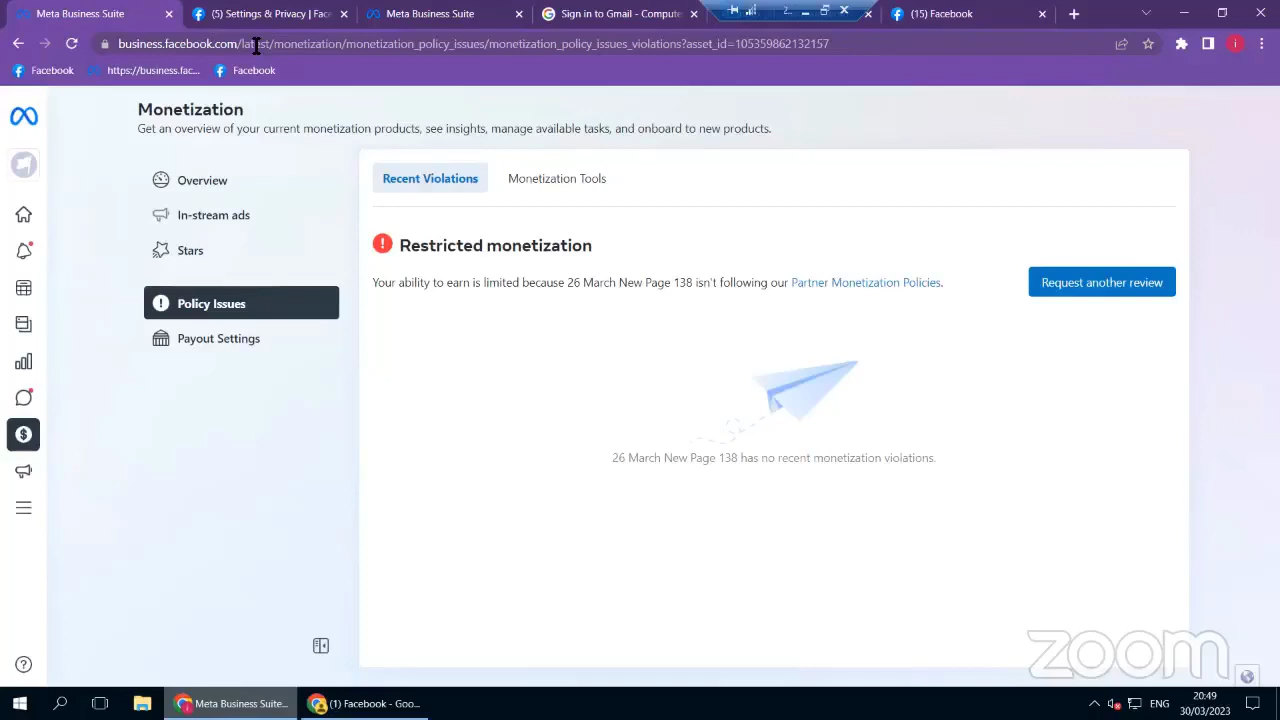 Meta Business Suite
(5) Settings & Privacy | Face
Meta Business Suite
Sign in to Gmail - Compute
(15) Facebook
business.facebook.com/latest/monetization/monetization_policy_issues/monetization_policy_issues_violations?asset_id=105359862132157
i
Facebook
https://business.fac...
Facebook
Monetization
Get an overview of your current monetization products, see insights, manage available tasks, and onboard to new products.
Overview
In-stream ads
Stars
Policy Issues
Payout Settings
Recent Violations
Monetization Tools
Restricted monetization
Your ability to earn is limited because 26 March New Page 138 isn't following our Partner Monetization Policies.
Request another review
26 March New Page 138 has no recent monetization violations.
zoom
Meta Business Suite...
(1) Facebook - Goo...
ENG
20:49
30/03/2023